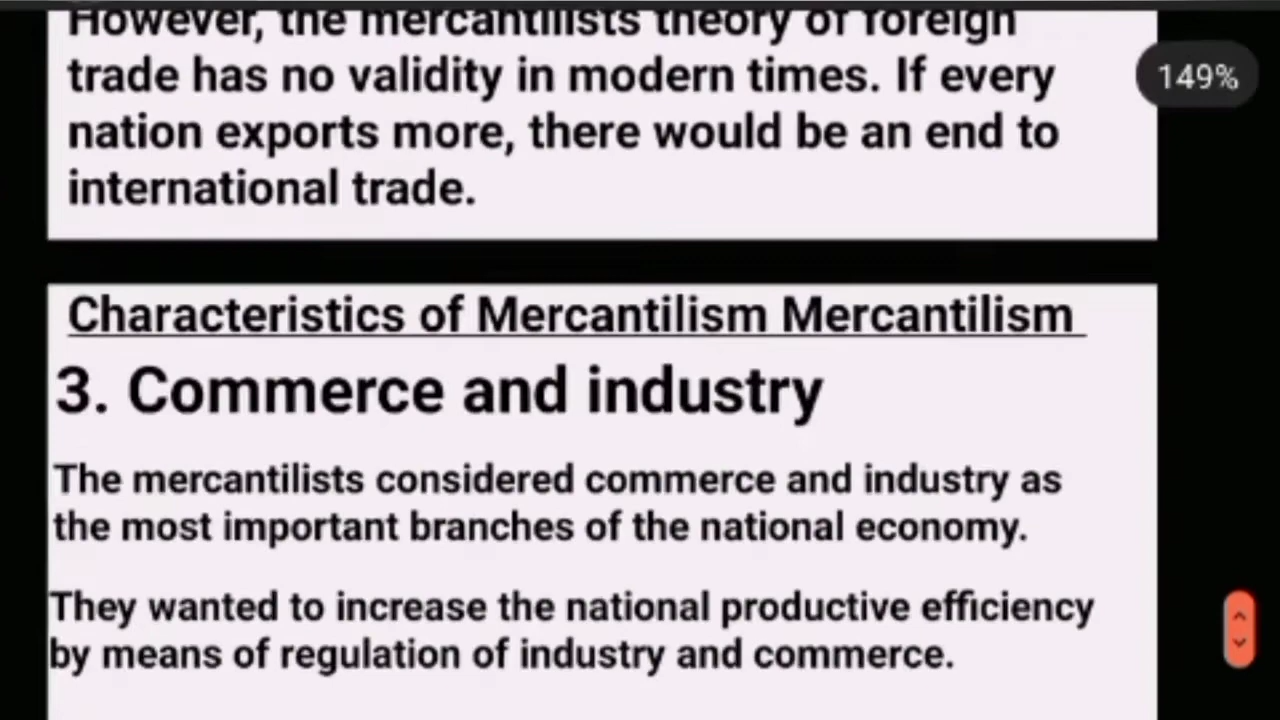 However, the mercantilists theory of foreign
trade has no validity in modern times. If every
nation exports more, there would be an end to
international trade.
149%
Characteristics of Mercantilism Mercantilism
3. Commerce and industry
The mercantilists considered commerce and industry as
the most important branches of the national economy.
They wanted to increase the national productive efficiency
by means of regulation of industry and commerce.